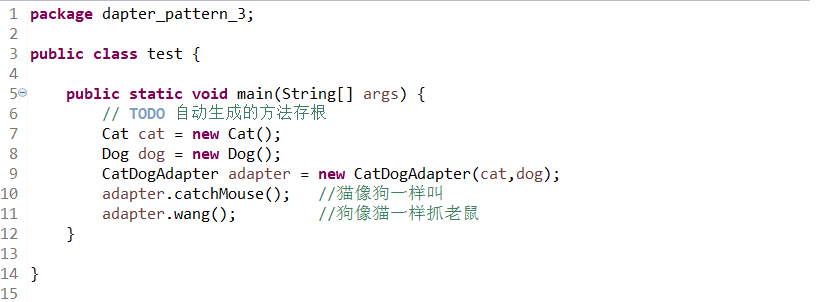 1 package dapter_pattern_3;
2
3 public class test {
4
5     public static void main(String[] args) {
6         // TODO 自动生成的方法存根
7         Cat cat = new Cat();
8         Dog dog = new Dog();
9         CatDogAdapter adapter = new CatDogAdapter(cat,dog);
10         adapter.catchMouse();   //猫像狗一样叫
11         adapter.wang();         //狗像猫一样抓老鼠
12     }
13
14 }
15